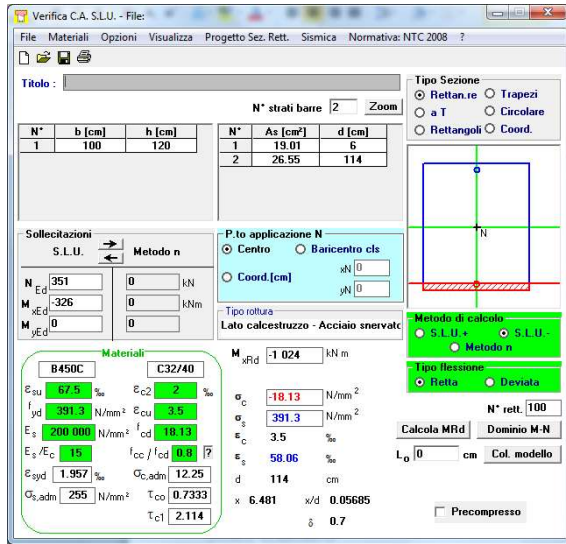 Verifica C.A. S.L.U. - File:
File Materiali Opzioni Visualizza Progetto Sez. Rett. Sismica Normativa: NTC 2008 ?
Titolo :
N° strati barre 2 Zoom
N° b [cm] h [cm]
1 100 120
N° As [cm²] d [cm]
1 19.01 6
2 26.55 114
Tipo Sezione
Rettan.re Trapezi
a T Circolare
Rettangoli Coord.
N
Sollecitazioni
S.L.U. Metodo n
N Ed 351 0 kN
M xEd -326 0 kNm
M yEd 0 0
P.to applicazione N
Centro Baricentro cls
Coord.[cm] xN 0
yN 0
Tipo rottura
Lato calcestruzzo - Acciaio snervato
Metodo di calcolo
S.L.U.+ S.L.U.-
Metodo n
Tipo flessione
Retta Deviata
N° rett. 100
Calcola MRd Dominio M-N
L₀ 0 cm Col. modello
Precompresso
Materiali
B450C C32/40
εsu 67.5 ‰ εc2 2 ‰
fyd 391.3 N/mm² εcu 3.5
Es 200 000 N/mm² fcd 18.13
Es/Ec 15 fcc / fcd 0.8 ?
εsyd 1.957 ‰ σc,adm 12.25
σs,adm 255 N/mm² τco 0.7333
τc1 2.114
M xRd -1 024 kN m
σc -18.13 N/mm²
σs 391.3 N/mm²
εc 3.5 ‰
εs 58.06 ‰
d 114 cm
x 6.481 x/d 0.05685
δ 0.7